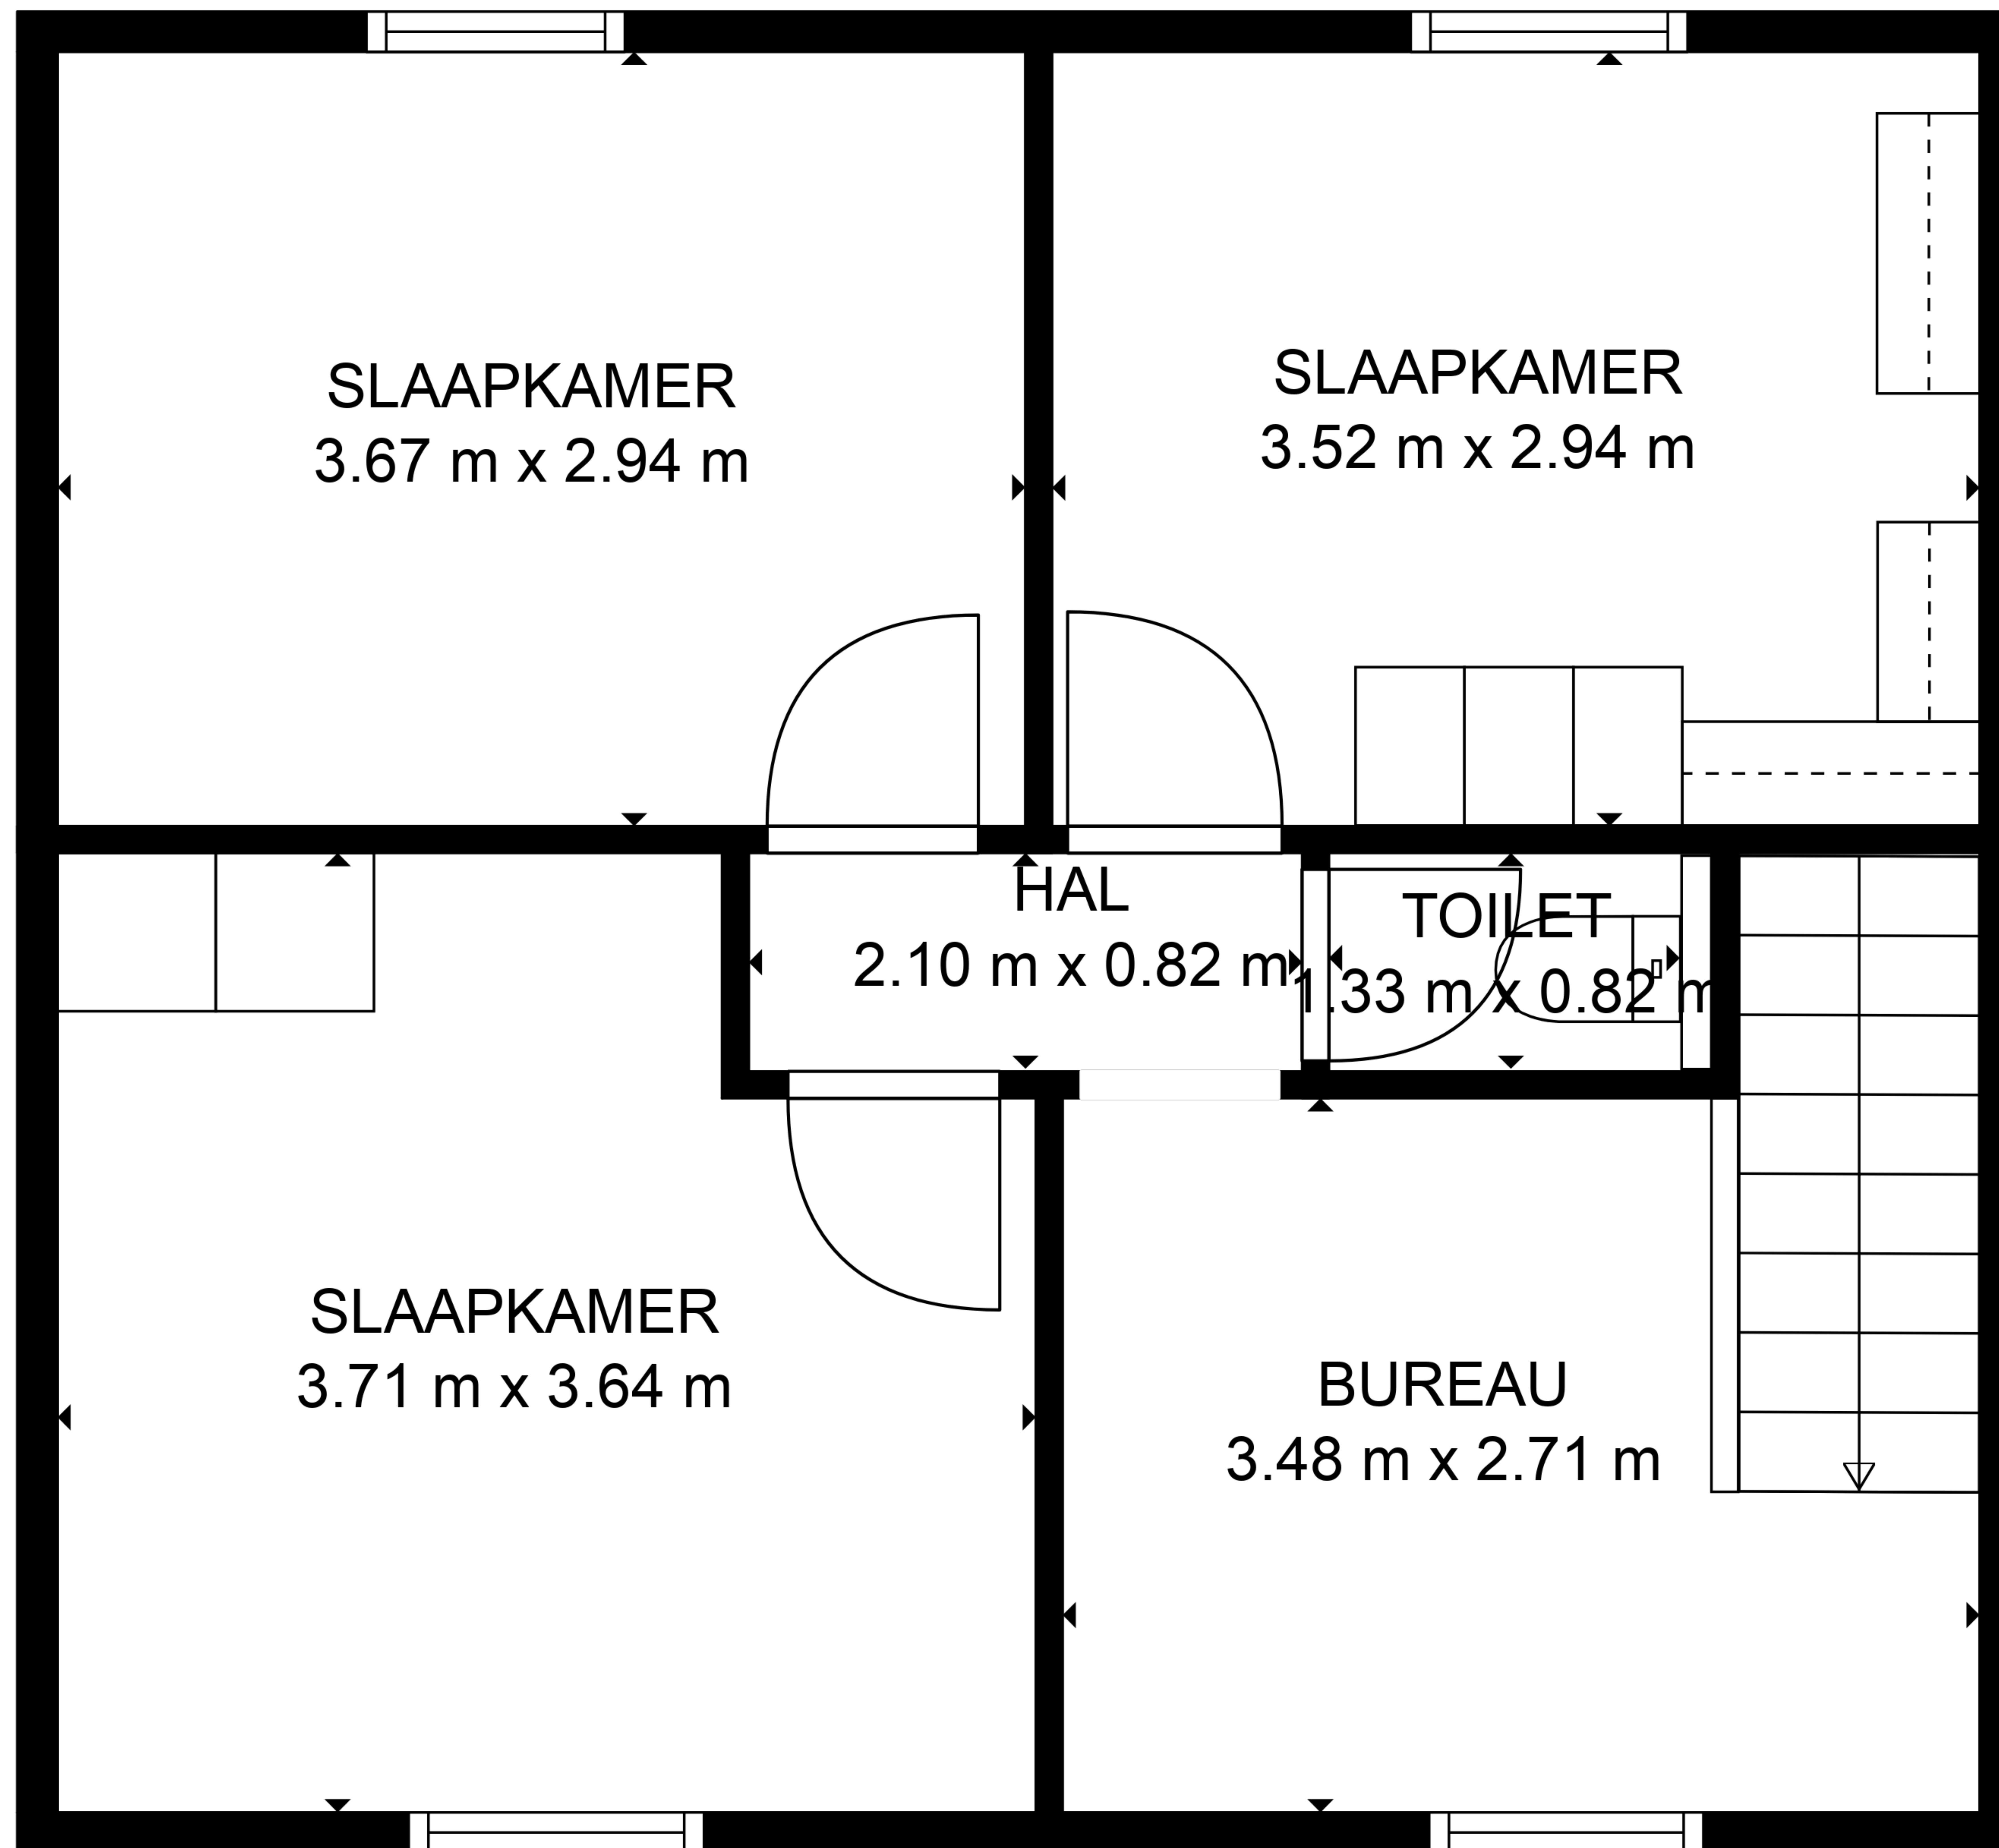 SLAAPKAMER
3.67 m x 2.94 m
SLAAPKAMER
3.52 m x 2.94 m
HAL
2.10 m x 0.82 m
TOILET
1.33 m x 0.82 m
SLAAPKAMER
3.71 m x 3.64 m
BUREAU
3.48 m x 2.71 m